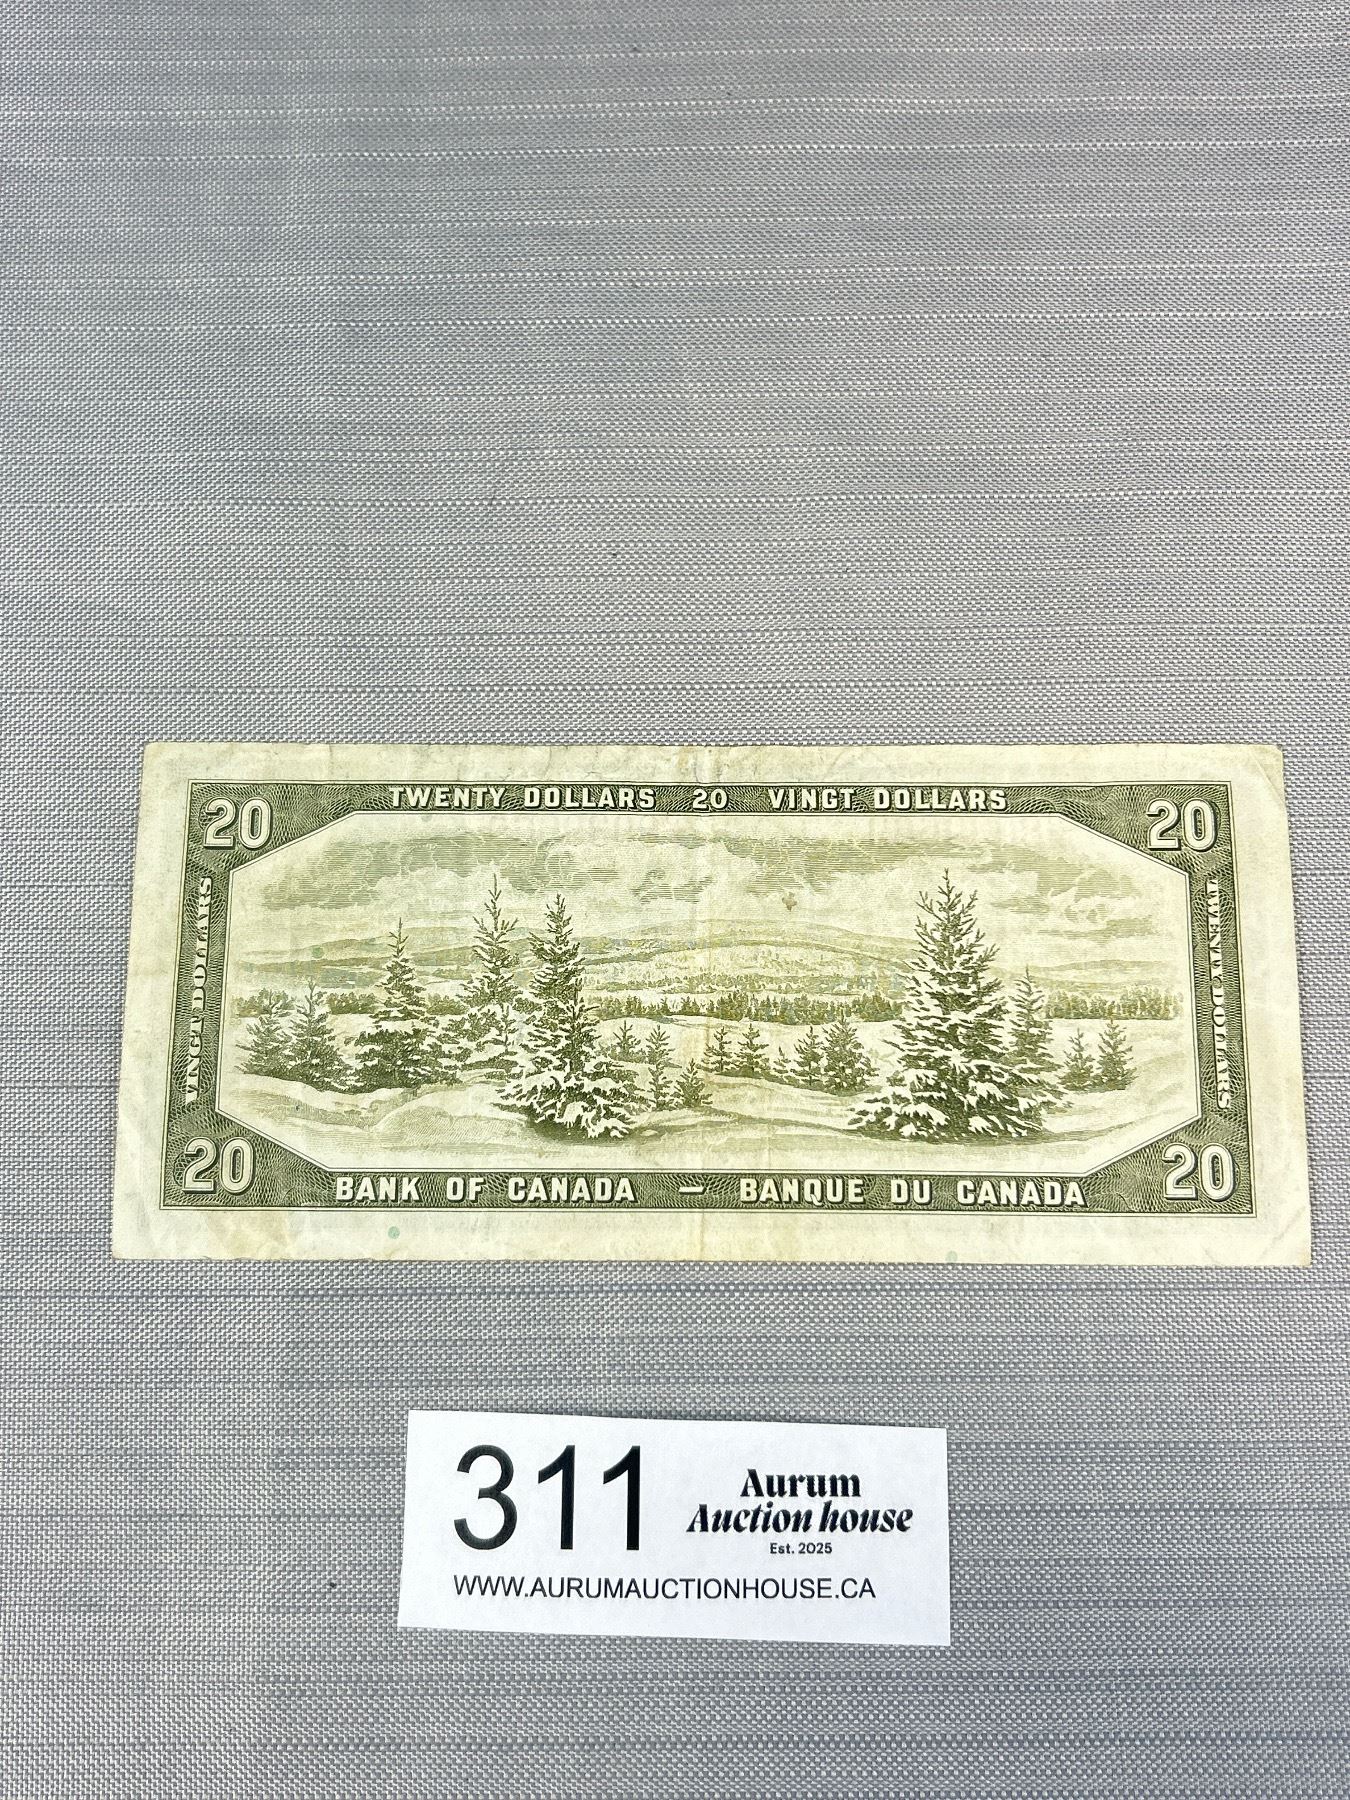 TWENTY DOLLARS 20 VINGT DOLLARS
20
20
VINGT DOLLARS
TWENTY DOLLARS
20
20
BANK OF CANADA — BANQUE DU CANADA
311
Aurum
Auction house
Est. 2025
WWW.AURUMAUCTIONHOUSE.CA